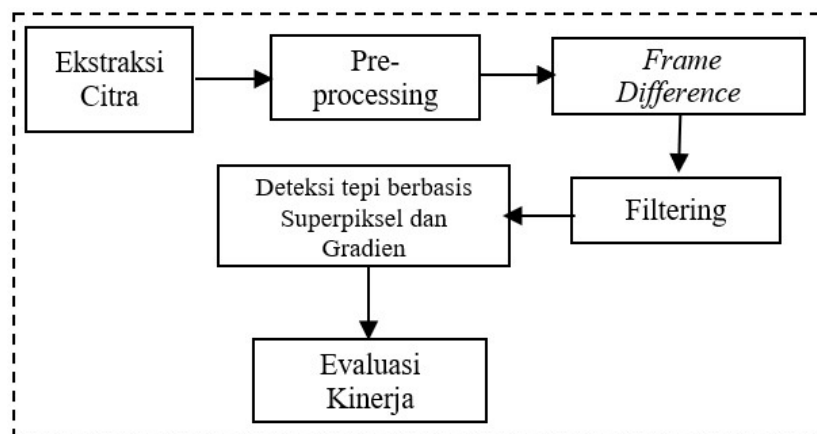 Ekstraksi
Citra
Pre-
processing
Frame
Difference
Filtering
Deteksi tepi berbasis
Superpiksel dan
Gradien
Evaluasi
Kinerja